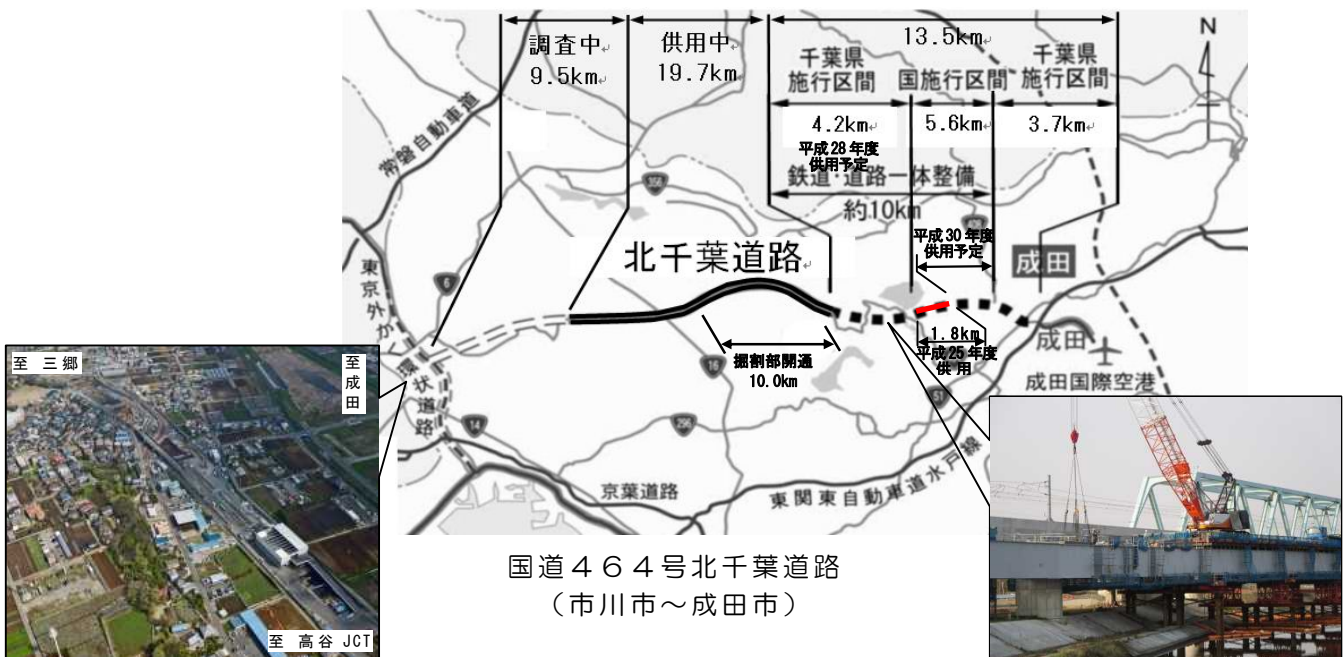 調査中
9.5km
供用中
19.7km
13.5km
千葉県
施行区間
国施行区間
千葉県
施行区間
4.2km
5.6km
3.7km
平成28年度
供用予定
鉄道・道路一体整備
約10km
平成30年度
供用予定
N
常磐自動車道
北千葉道路
成田
6
16
14
296
51
東京外かく環状道路
掘割部開通
10.0km
1.8km
平成25年度
供用
成田
成田国際空港
京葉道路
東関東自動車道水戸線
至 三郷
至成田
至 高谷 JCT
国道464号北千葉道路
(市川市~成田市)